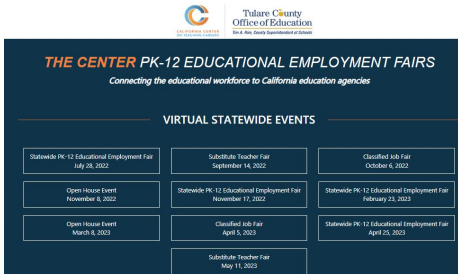 CALIFORNIA CENTER
ON TEACHING CAREERS
Tulare County
Office of Education
Tim A. Hire, County Superintendent of Schools
THE CENTER PK-12 EDUCATIONAL EMPLOYMENT FAIRS
Connecting the educational workforce to California education agencies
VIRTUAL STATEWIDE EVENTS
Statewide PK-12 Educational Employment Fair
July 28, 2022
Substitute Teacher Fair
September 14, 2022
Classified Job Fair
October 6, 2022
Open House Event
November 8, 2022
Statewide PK-12 Educational Employment Fair
November 17, 2022
Statewide PK-12 Educational Employment Fair
February 23, 2023
Open House Event
March 8, 2023
Classified Job Fair
April 5, 2023
Statewide PK-12 Educational Employment Fair
April 25, 2023
Substitute Teacher Fair
May 11, 2023